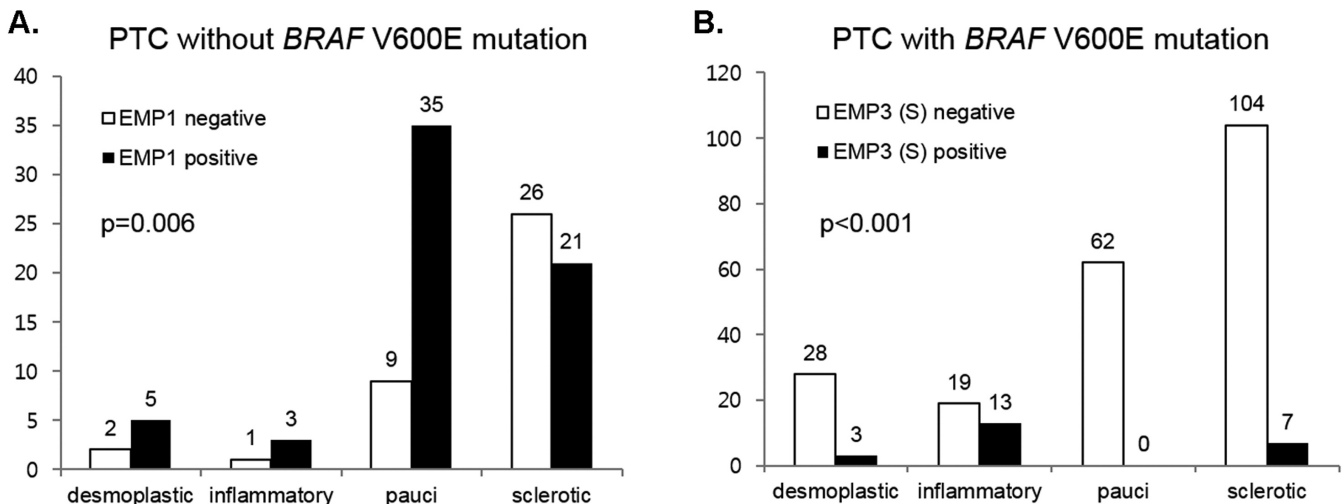 A.
PTC without BRAF V600E mutation
40
35
30
25
20
15
10
5
0
EMP1 negative
EMP1 positive
p=0.006
2
5
1
3
9
35
26
21
desmoplastic
inflammatory
pauci
sclerotic
B.
PTC with BRAF V600E mutation
120
100
80
60
40
20
0
EMP3 (S) negative
EMP3 (S) positive
p<0.001
28
3
19
13
62
0
104
7
desmoplastic
inflammatory
pauci
sclerotic